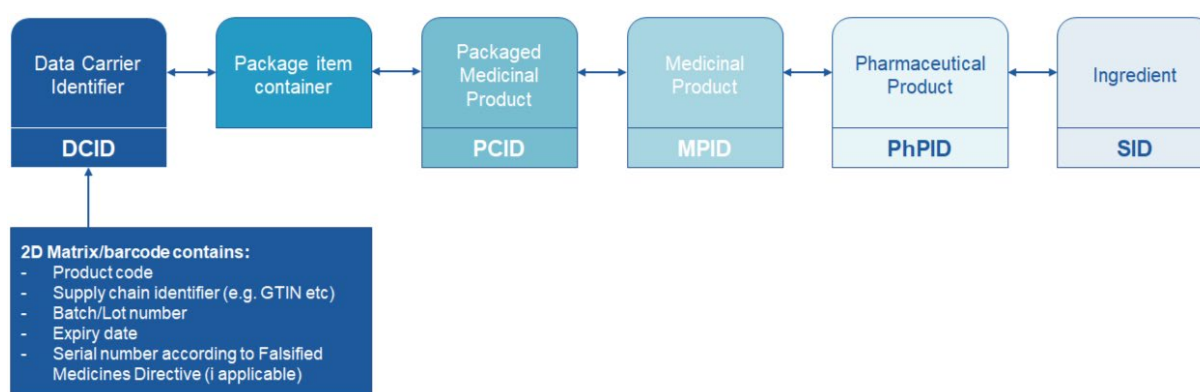 Data Carrier
Identifier
DCID
Package item
container
Packaged
Medicinal
Product
PCID
Medicinal
Product
MPID
Pharmaceutical
Product
PhPID
Ingredient
SID
2D Matrix/barcode contains:
- Product code
- Supply chain identifier (e.g. GTIN etc)
- Batch/Lot number
- Expiry date
- Serial number according to Falsified
Medicines Directive (i applicable)